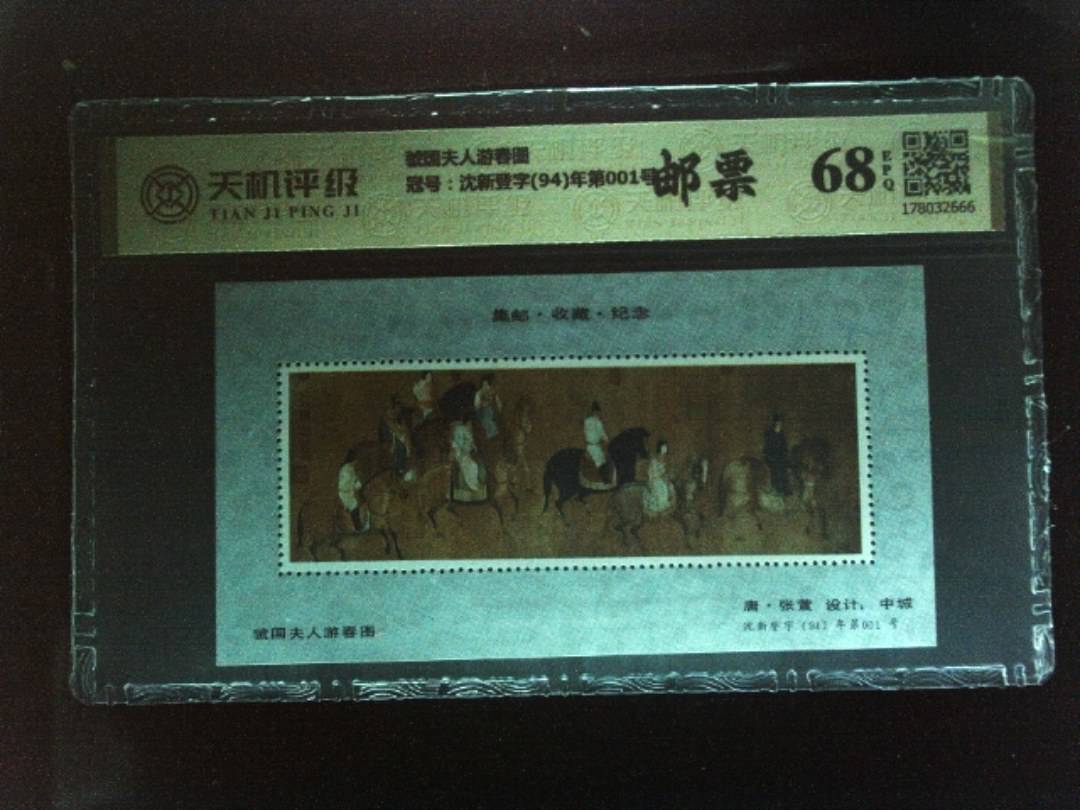 天机评级
TIAN JI PING JI
虢国夫人游春图
冠号：沈新登字(94)年第001号
邮票
68
EPQ
178032666
集邮·收藏·纪念
唐·张萱 设计：申城
沈新登字（94）年第001 号
虢国夫人游春图